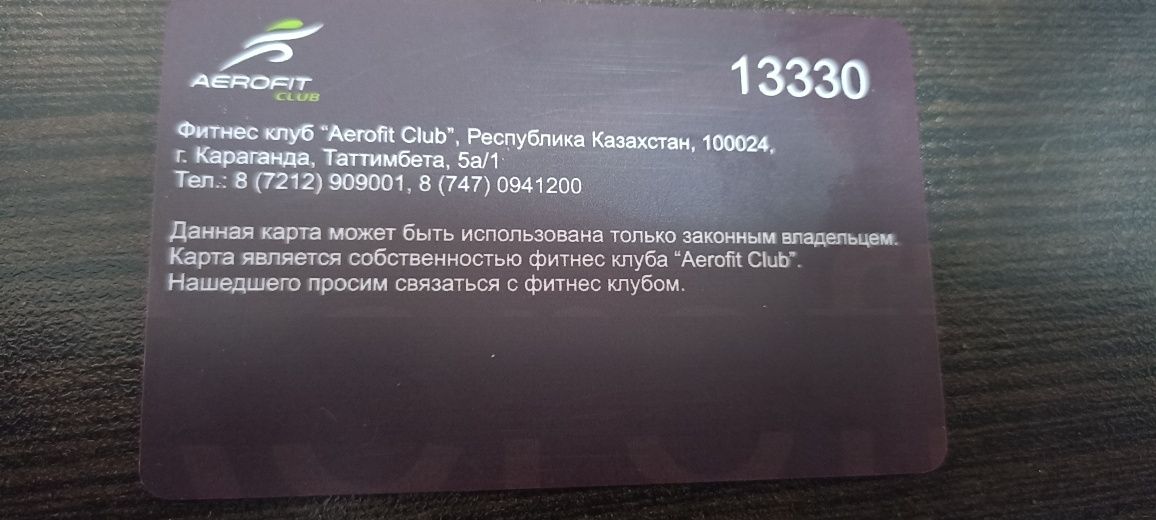 AEROFIT
CLUB
13330
Фитнес клуб "Aerofit Club", Республика Казахстан, 100024,
г. Караганда, Таттимбета, 5а/1
Тел.: 8 (7212) 909001, 8 (747) 0941200
Данная карта может быть использована только законным владельцем.
Карта является собственностью фитнес клуба "Aerofit Club".
Нашедшего просим связаться с фитнес клубом.